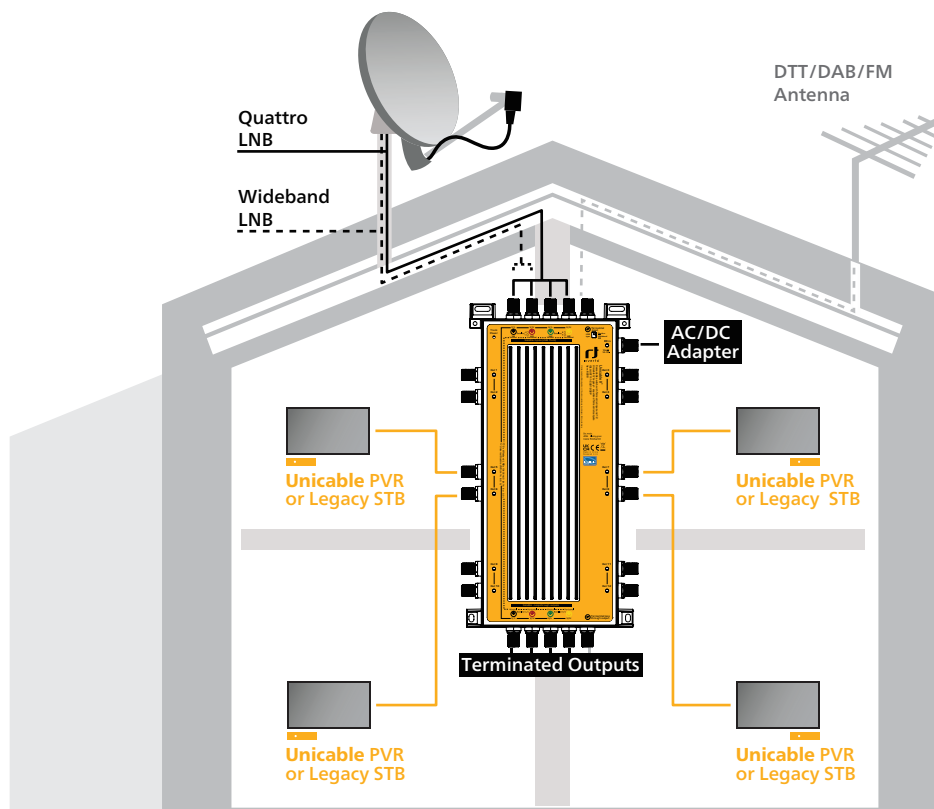 DTT/DAB/FM
Antenna
Quattro
LNB
Wideband
LNB
AC/DC
Adapter
Unicable PVR
or Legacy STB
Unicable PVR
or Legacy STB
Terminated Outputs
Unicable PVR
or Legacy STB
Unicable PVR
or Legacy STB